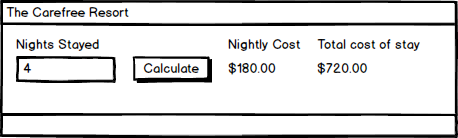 The Carefree Resort
Nights Stayed Nightly Cost Total cost of stay
4 Calculate $180.00 $720.00